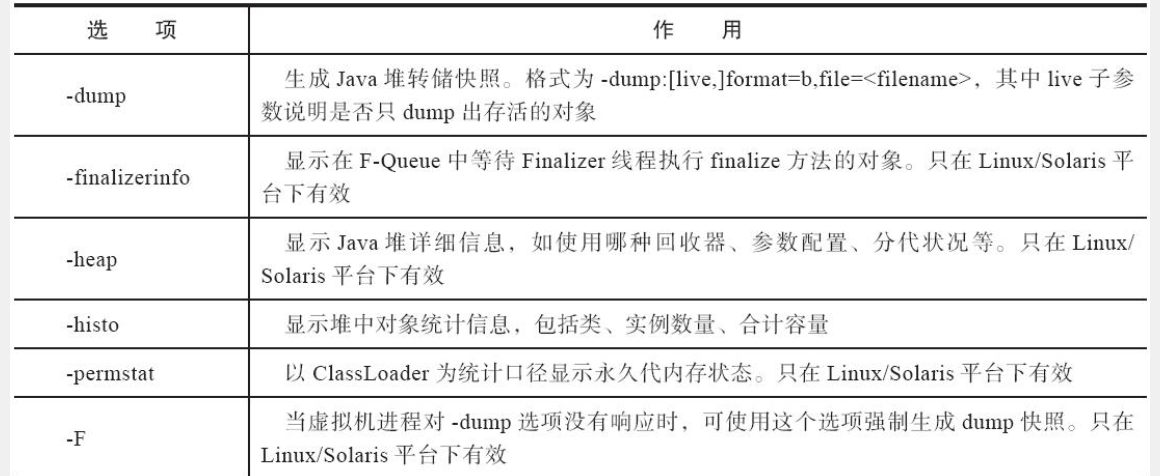 选 项 作 用
-dump 生成 Java 堆转储快照。格式为 -dump:[live,]format=b,file=<filename>，其中 live 子参
数说明是否只 dump 出存活的对象
-finalizerinfo 显示在 F-Queue 中等待 Finalizer 线程执行 finalize 方法的对象。只在 Linux/Solaris 平
台下有效
-heap 显示 Java 堆详细信息，如使用哪种回收器、参数配置、分代状况等。只在 Linux/
Solaris 平台下有效
-histo 显示堆中对象统计信息，包括类、实例数量、合计容量
-permstat 以 ClassLoader 为统计口径显示永久代内存状态。只在 Linux/Solaris 平台下有效
-F 当虚拟机进程对 -dump 选项没有响应时，可使用这个选项强制生成 dump 快照。只在
Linux/Solaris 平台下有效